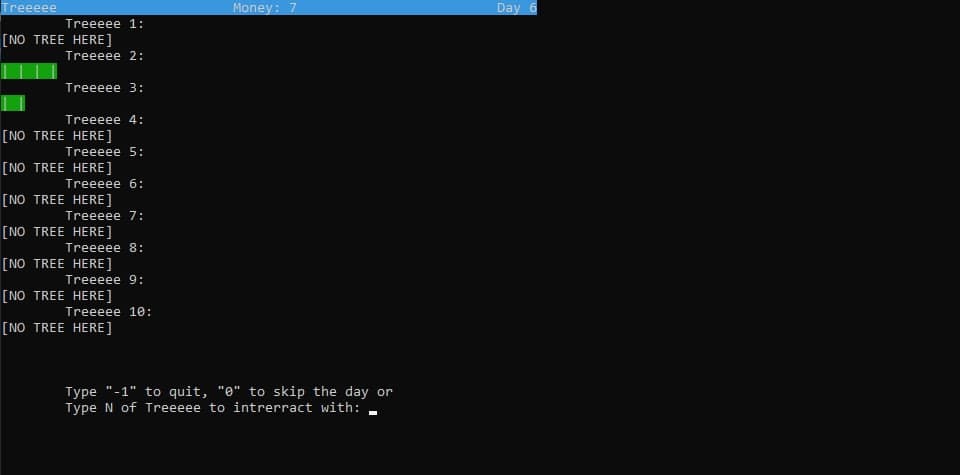 Treeeee Money: 7 Day 6
Treeeee 1:
[NO TREE HERE]
Treeeee 2:
| | | |
Treeeee 3:
| |
Treeeee 4:
[NO TREE HERE]
Treeeee 5:
[NO TREE HERE]
Treeeee 6:
[NO TREE HERE]
Treeeee 7:
[NO TREE HERE]
Treeeee 8:
[NO TREE HERE]
Treeeee 9:
[NO TREE HERE]
Treeeee 10:
[NO TREE HERE]
Type "-1" to quit, "0" to skip the day or
Type N of Treeeee to intrerract with: